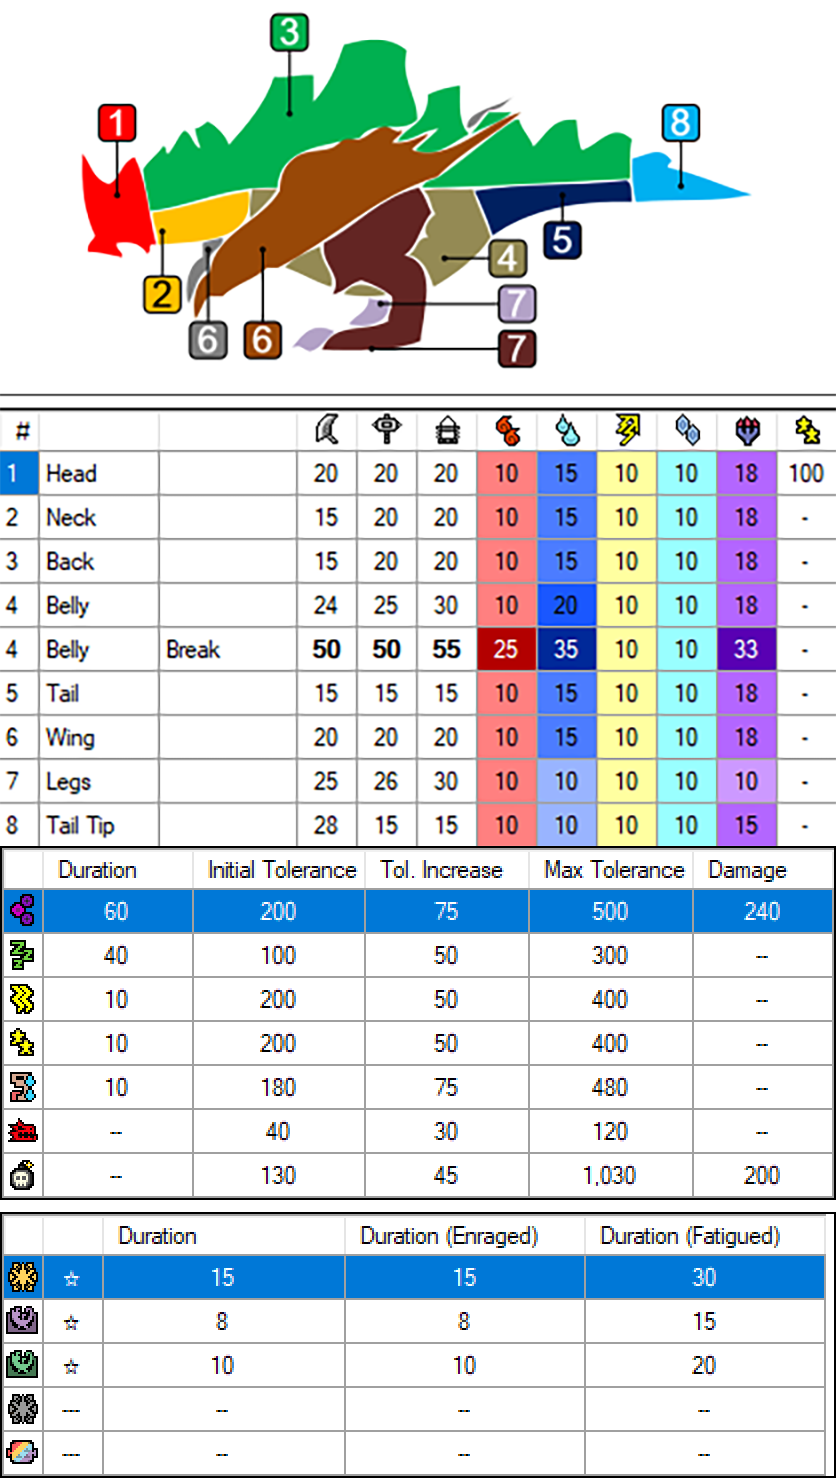 3
1
8
5
4
2
7
6
6
7
#
1 Head 20 20 20 10 15 10 10 18 100
2 Neck 15 20 20 10 15 10 10 18 -
3 Back 15 20 20 10 15 10 10 18 -
4 Belly 24 25 30 10 20 10 10 18 -
4 Belly Break 50 50 55 25 35 10 10 33 -
5 Tail 15 15 15 10 15 10 10 18 -
6 Wing 20 20 20 10 15 10 10 18 -
7 Legs 25 26 30 10 10 10 10 10 -
8 Tail Tip 28 15 15 10 10 10 10 15 -
Duration Initial Tolerance Tol. Increase Max Tolerance Damage
60 200 75 500 240
40 100 50 300 --
10 200 50 400 --
10 200 50 400 --
10 180 75 480 --
-- 40 30 120 --
-- 130 45 1,030 200
Duration Duration (Enraged) Duration (Fatigued)
☆ 15 15 30
☆ 8 8 15
☆ 10 10 20
--- -- -- --
--- -- -- --